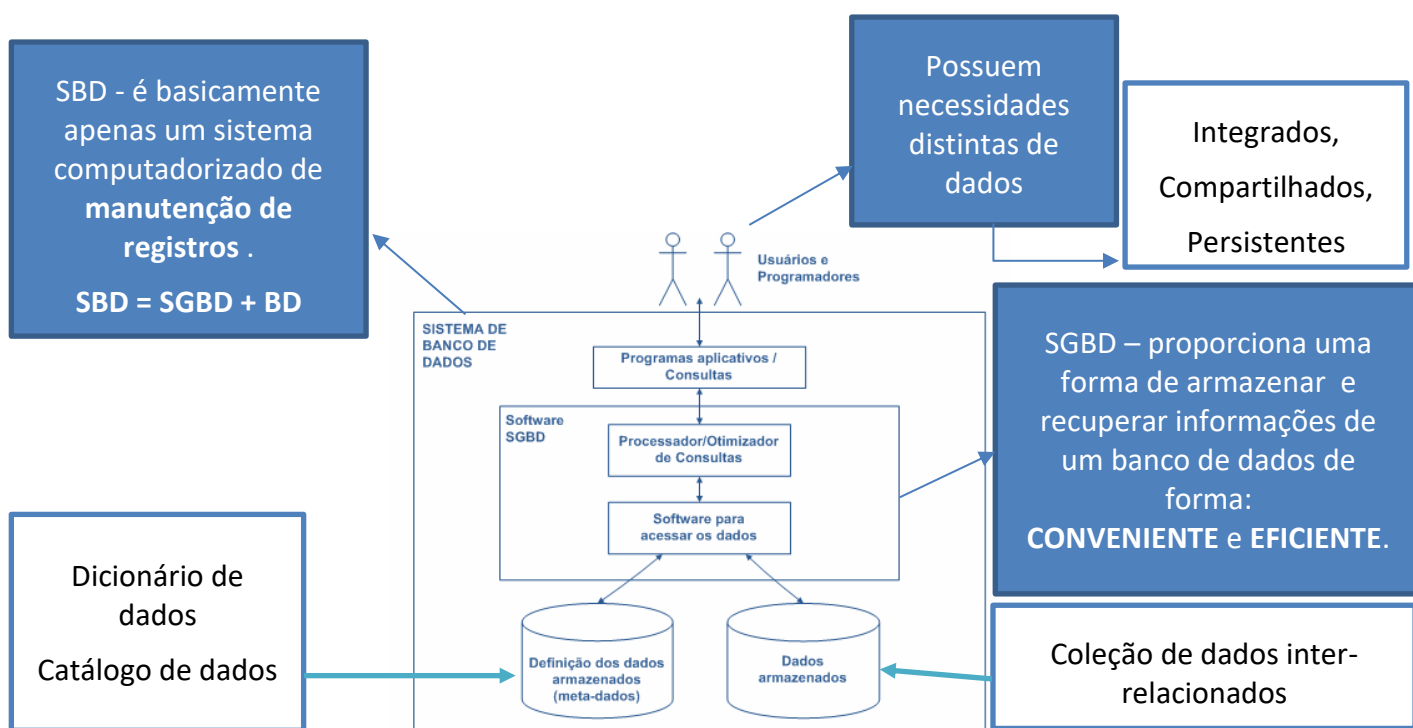 SBD - é basicamente
apenas um sistema
computadorizado de
manutenção de
registros .
SBD = SGBD + BD
Possuem
necessidades
distintas de
dados
Integrados,
Compartilhados,
Persistentes
Usuários e
Programadores
SISTEMA DE
BANCO DE
DADOS
Programas aplicativos /
Consultas
Software
SGBD
Processador/Otimizador
de Consultas
Software para
acessar os dados
SGBD – proporciona uma
forma de armazenar e
recuperar informações de
um banco de dados de
forma:
CONVENIENTE e EFICIENTE.
Dicionário de
dados
Catálogo de dados
Definição dos dados
armazenados
(meta-dados)
Dados
armazenados
Coleção de dados inter-
relacionados